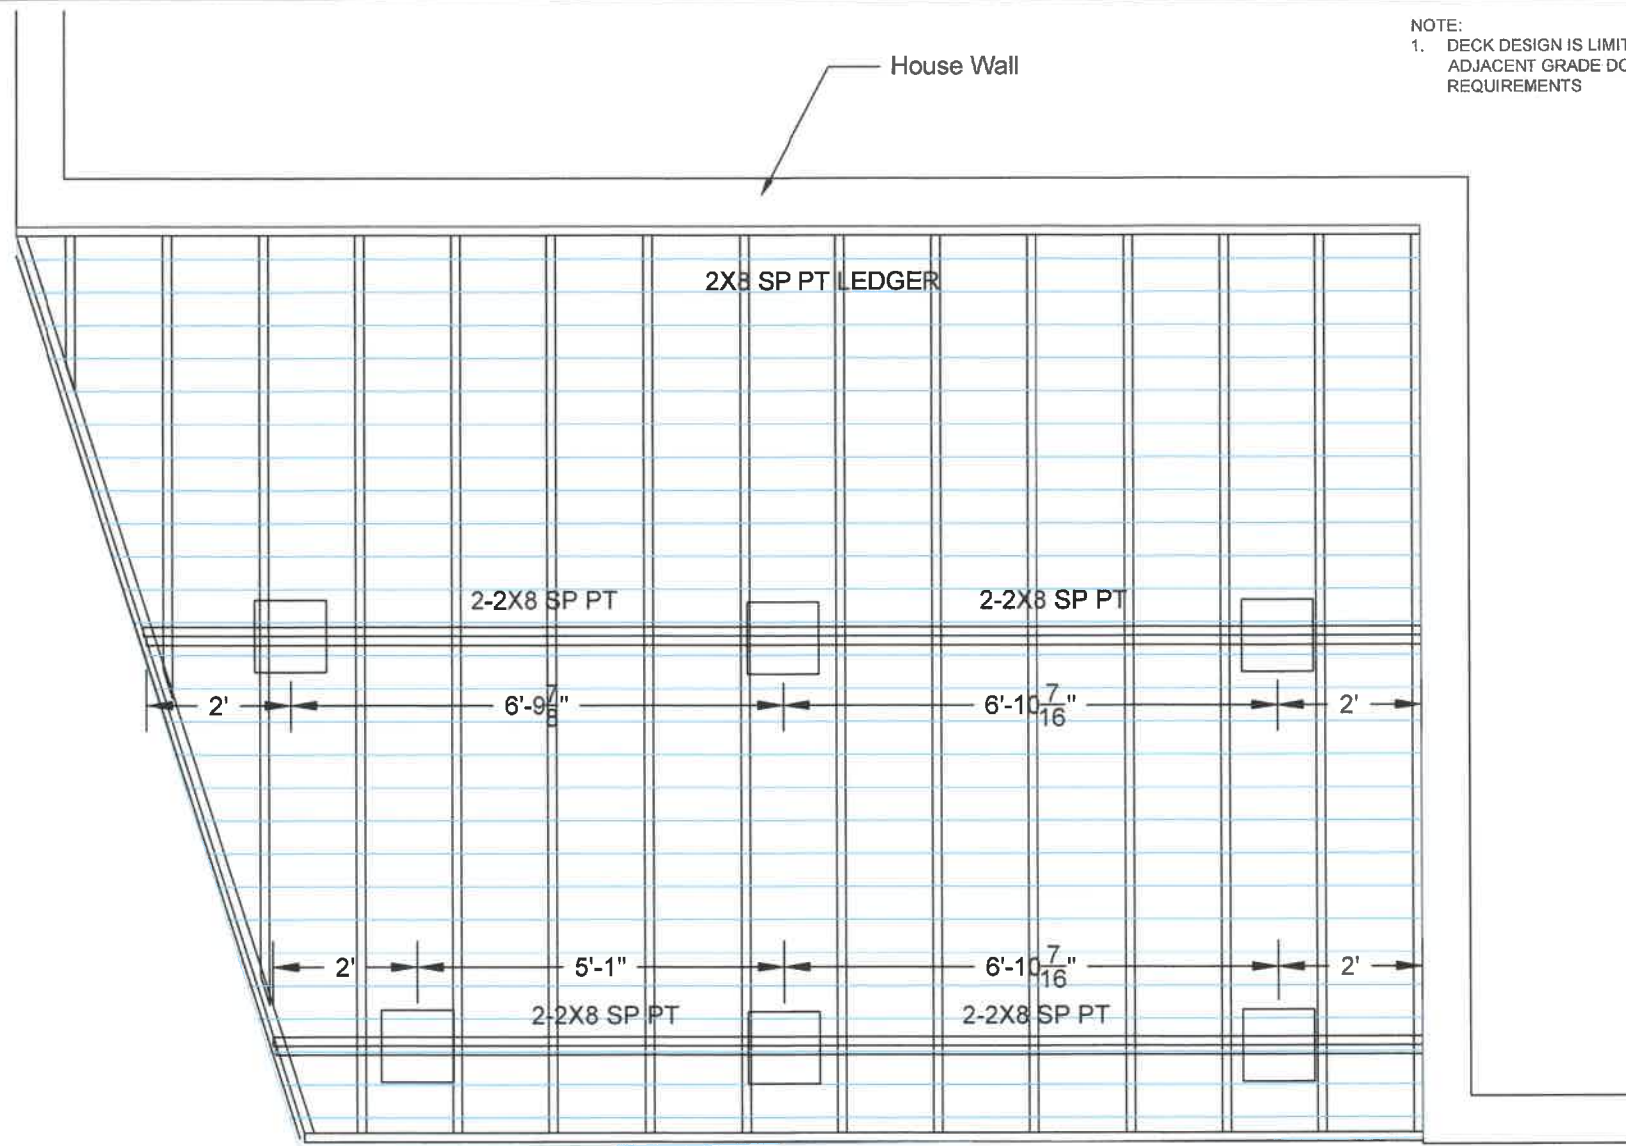 NOTE:
1. DECK DESIGN IS LIMIT
ADJACENT GRADE DO
REQUIREMENTS
House Wall
2X8 SP PT LEDGER
2-2X8 SP PT
2-2X8 SP PT
2'
6'-9 7/8"
6'-10 7/16"
2'
2'
5'-1"
6'-10 7/16"
2'
2-2X8 SP PT
2-2X8 SP PT